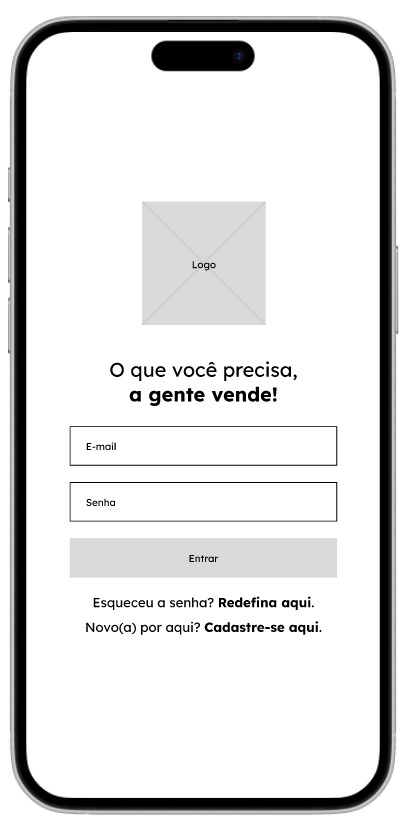 Logo
O que você precisa,
a gente vende!
E-mail
Senha
Entrar
Esqueceu a senha? Redefina aqui.
Novo(a) por aqui? Cadastre-se aqui.